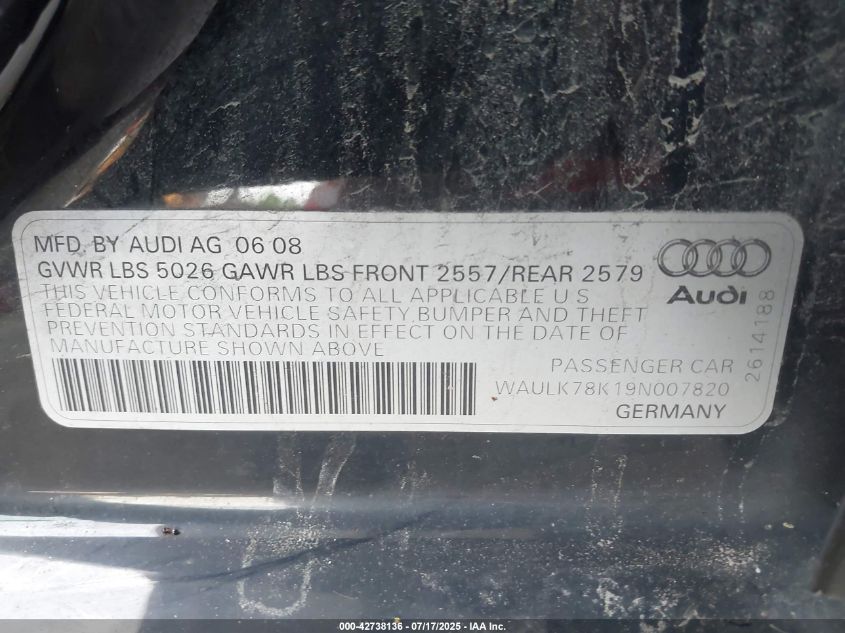 MFD. BY AUDI AG 06 08
GVWR LBS 5026 GAWR LBS FRONT 2557/REAR 2579
THIS VEHICLE CONFORMS TO ALL APPLICABLE U S
FEDERAL MOTOR VEHICLE SAFETY BUMPER AND THEFT
PREVENTION STANDARDS IN EFFECT ON THE DATE OF
MANUFACTURE SHOWN ABOVE
Audi
PASSENGER CAR
WAULK78K19N007820
GERMANY
2614188
000-42738136 - 07/17/2025 - IAA Inc.